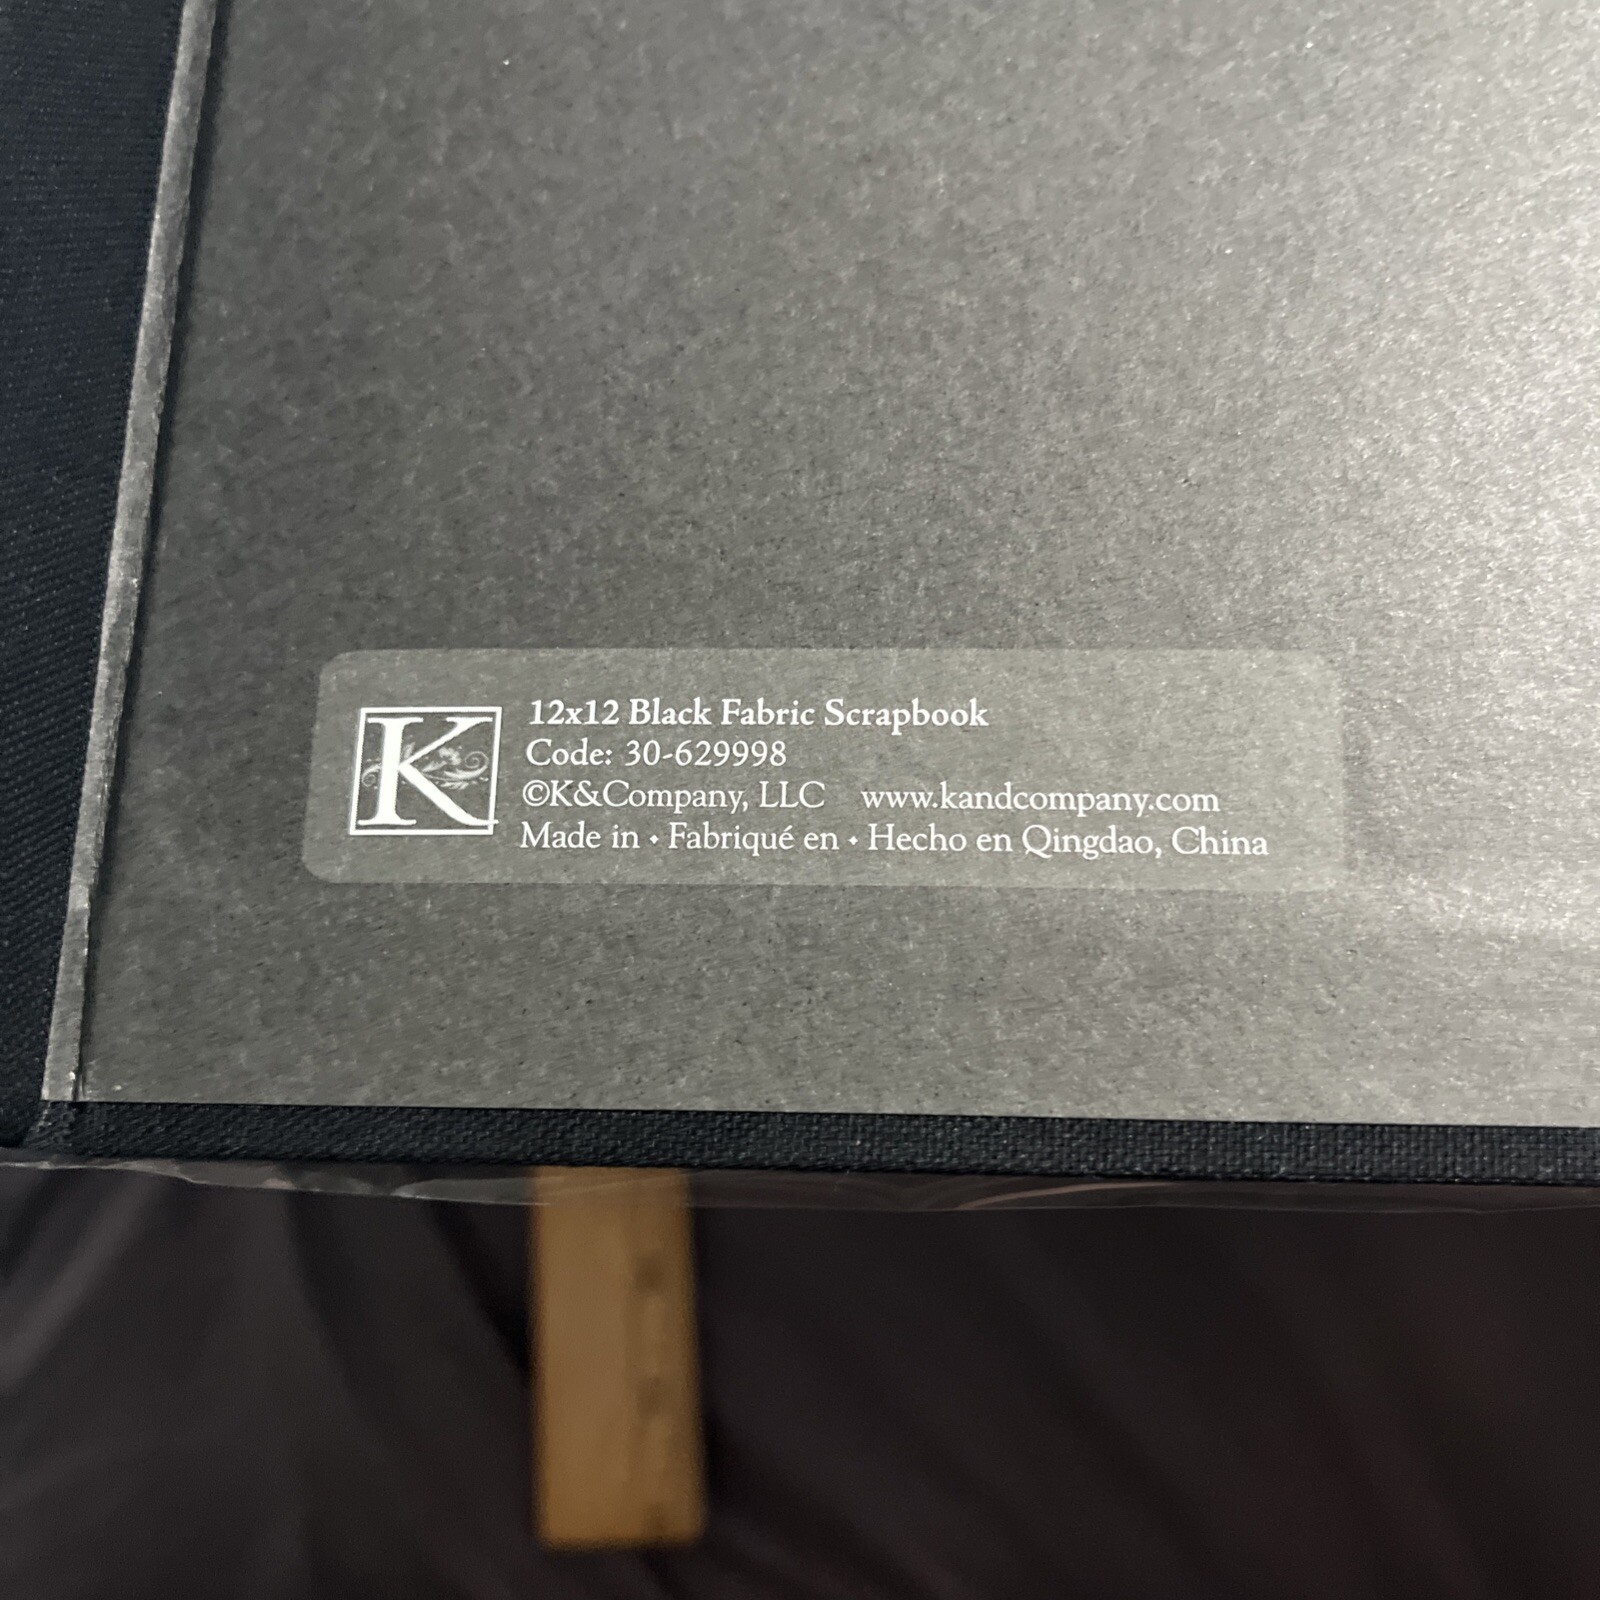 K
12x12 Black Fabric Scrapbook
Code: 30-629998
©K&Company, LLC www.kandcompany.com
Made in • Fabriqué en • Hecho en Qingdao, China